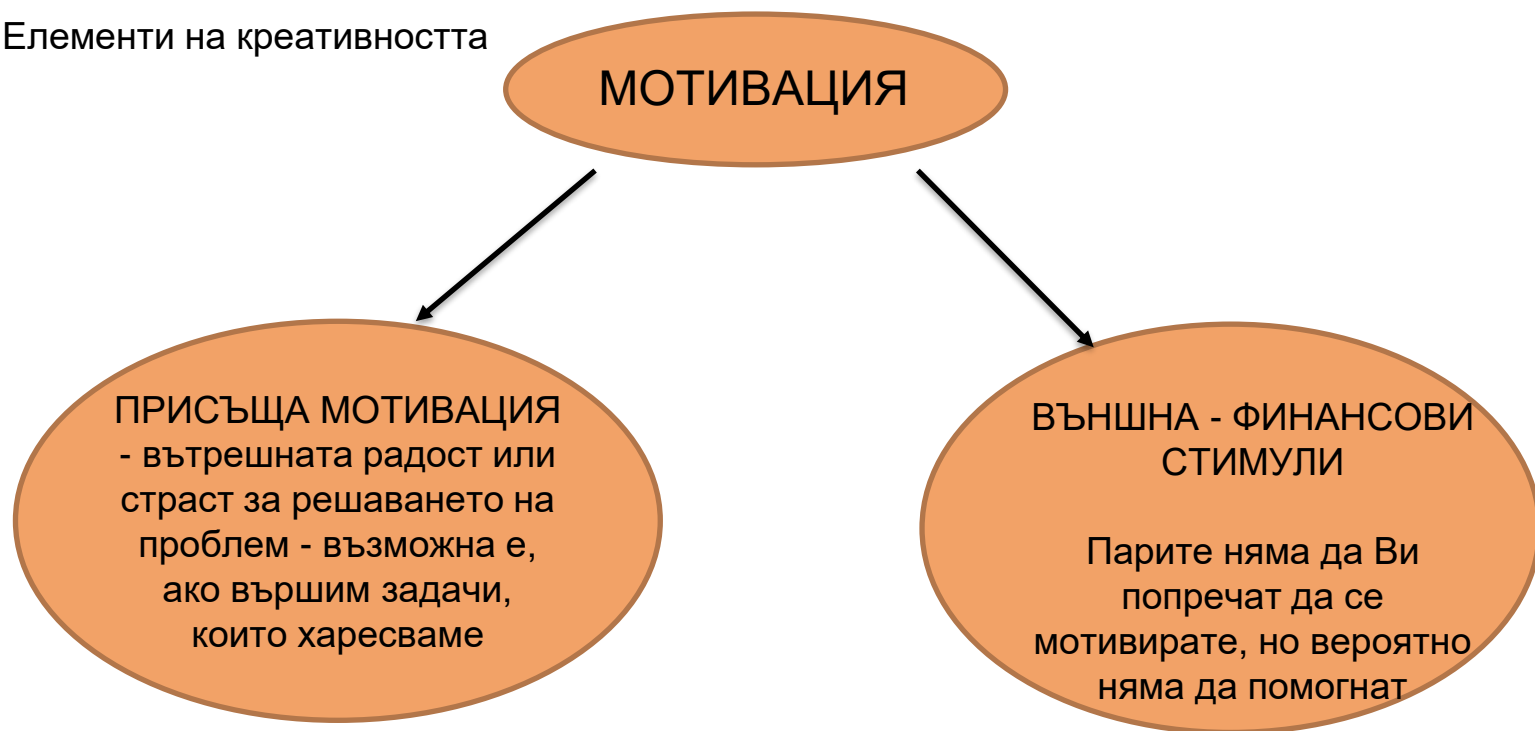 Елементи на креативността
МОТИВАЦИЯ
ПРИСЪЩА МОТИВАЦИЯ
- вътрешната радост или
страст за решаването на
проблем - възможна е,
ако вършим задачи,
които харесваме
ВЪНШНА - ФИНАНСОВИ
СТИМУЛИ
Парите няма да Ви
попречат да се
мотивирате, но вероятно
няма да помогнат